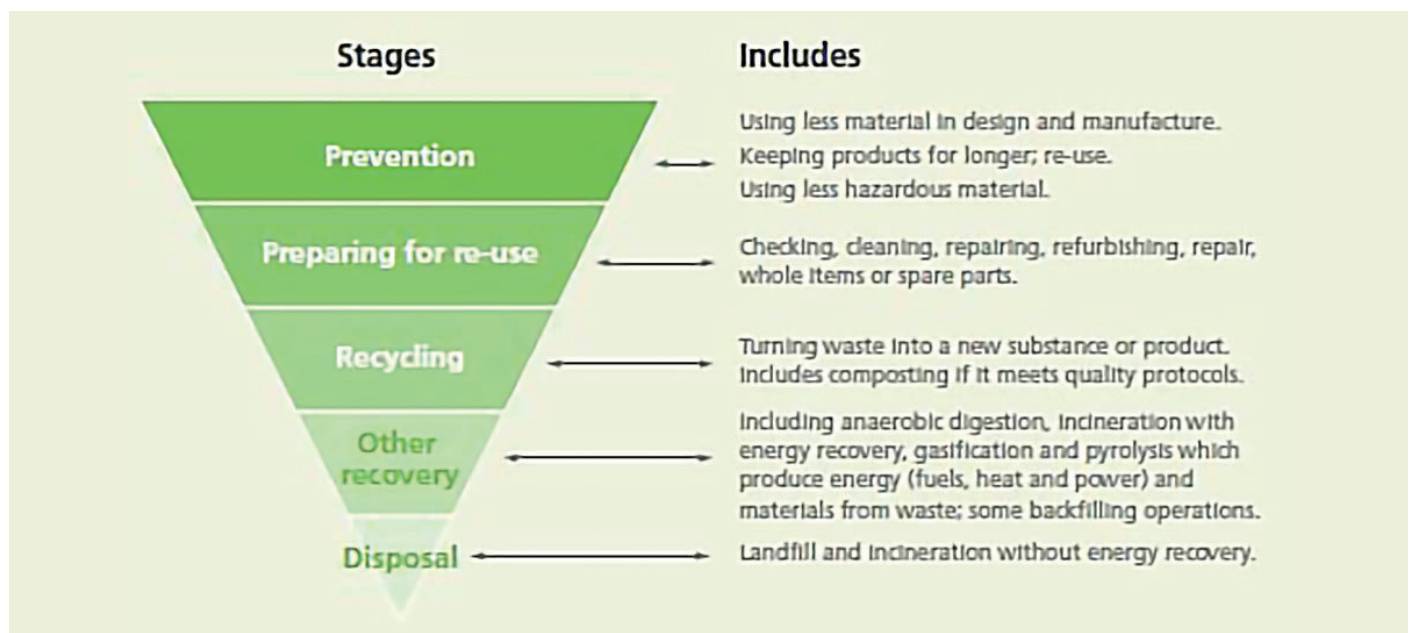 Stages
Includes
Prevention
Using less material in design and manufacture.
Keeping products for longer; re-use.
Using less hazardous material.
Preparing for re-use
Checking, cleaning, repairing, refurbishing, repair,
whole items or spare parts.
Recycling
Turning waste into a new substance or product.
Includes composting if it meets quality protocols.
Other
recovery
Including anaerobic digestion, incineration with
energy recovery, gasification and pyrolysis which
produce energy (fuels, heat and power) and
materials from waste; some backfilling operations.
Disposal
Landfill and incineration without energy recovery.